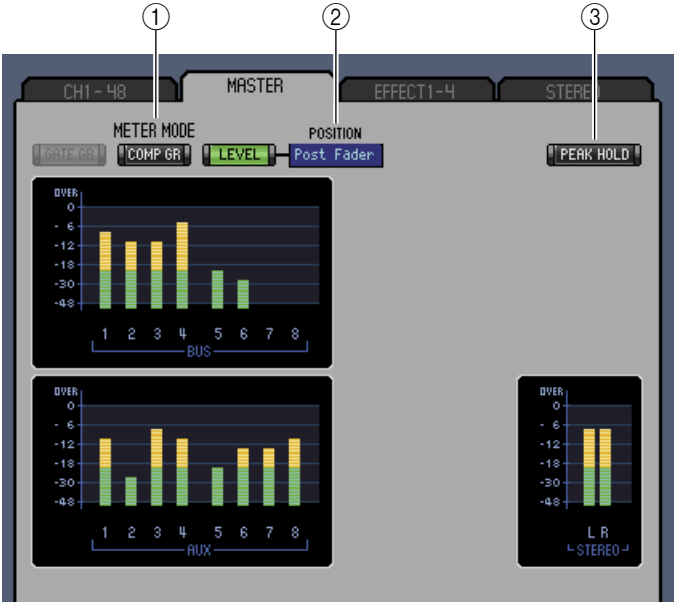 1 2 3
CH1-48 MASTER EFFECT1-4 STEREO
METER MODE POSITION
GATE GR COMP GR LEVEL Post Fader PEAK HOLD
OVER
0
- 6
-12
-18
-30
-48
1 2 3 4 5 6 7 8
BUS
OVER
0
- 6
-12
-18
-30
-48
1 2 3 4 5 6 7 8
AUX
OVER
0
- 6
-12
-18
-30
-48
L R
STEREO